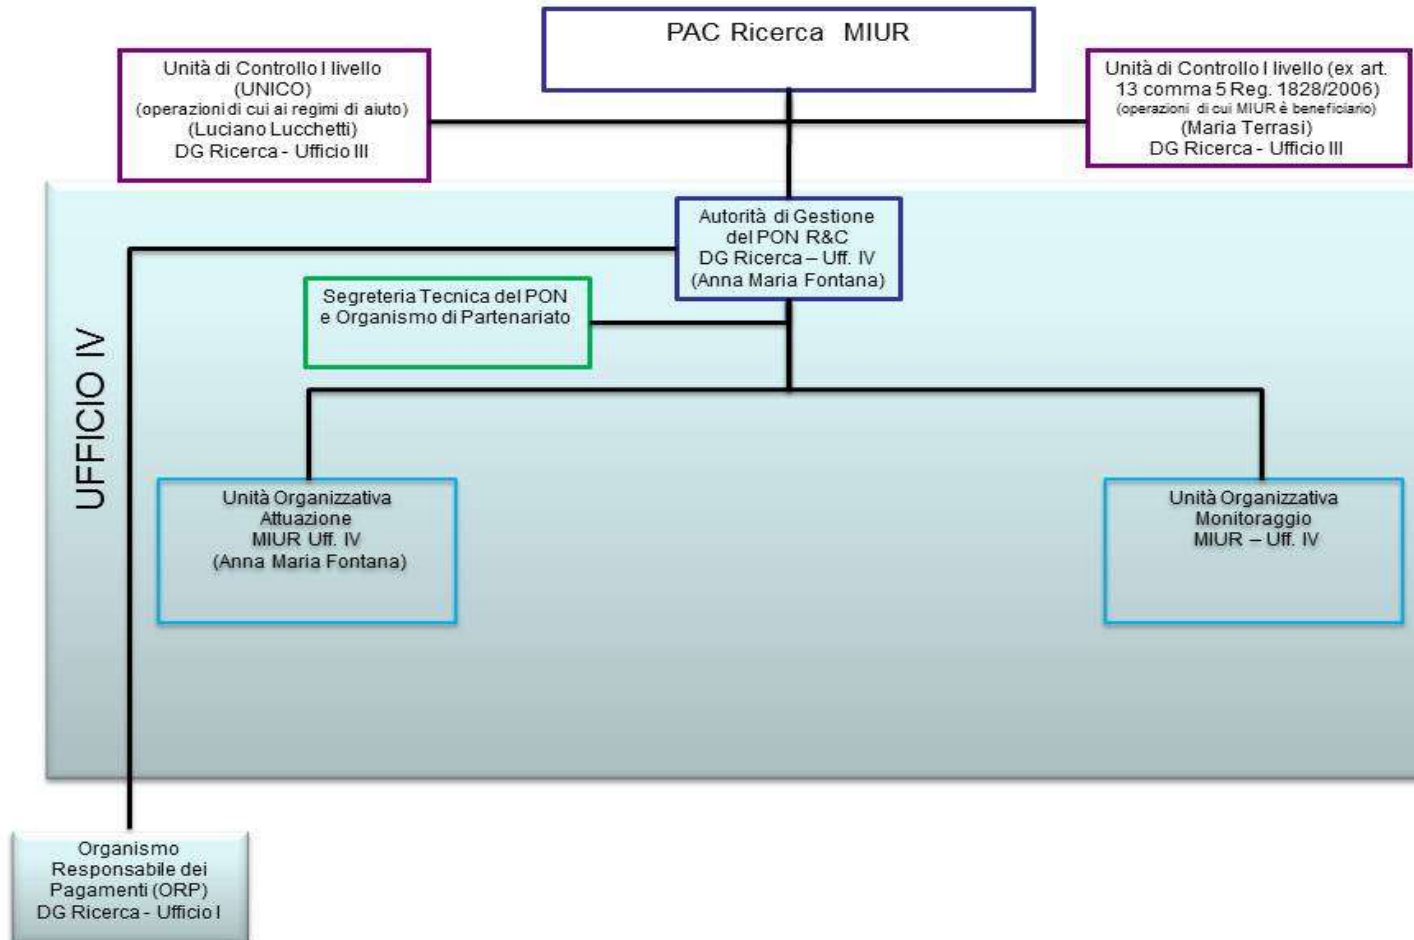 PAC Ricerca MIUR
Unità di Controllo I livello
(UNICO)
(operazioni di cui ai regimi di aiuto)
(Luciano Lucchetti)
DG Ricerca - Ufficio III
Unità di Controllo I livello (ex art.
13 comma 5 Reg. 1828/2006)
(operazioni di cui MIUR è beneficiario)
(Maria Terrasi)
DG Ricerca - Ufficio III
Autorità di Gestione
del PON R&C
DG Ricerca – Uff. IV
(Anna Maria Fontana)
Segreteria Tecnica del PON
e Organismo di Partenariato
UFFICIO IV
Unità Organizzativa
Attuazione
MIUR Uff. IV
(Anna Maria Fontana)
Unità Organizzativa
Monitoraggio
MIUR – Uff. IV
Organismo
Responsabile dei
Pagamenti (ORP)
DG Ricerca - Ufficio I